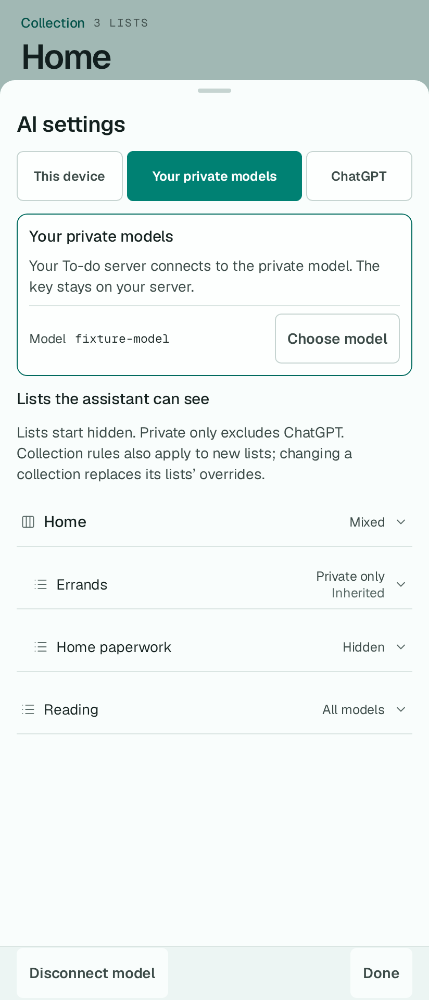 Collection 3 LISTS
Home
AI settings
This device
Your private models
ChatGPT
Your private models
Your To-do server connects to the private model. The
key stays on your server.
Model fixture-model
Choose model
Lists the assistant can see
Lists start hidden. Private only excludes ChatGPT.
Collection rules also apply to new lists; changing a
collection replaces its lists’ overrides.
Home
Mixed
Errands
Private only
Inherited
Home paperwork
Hidden
Reading
All models
Disconnect model
Done